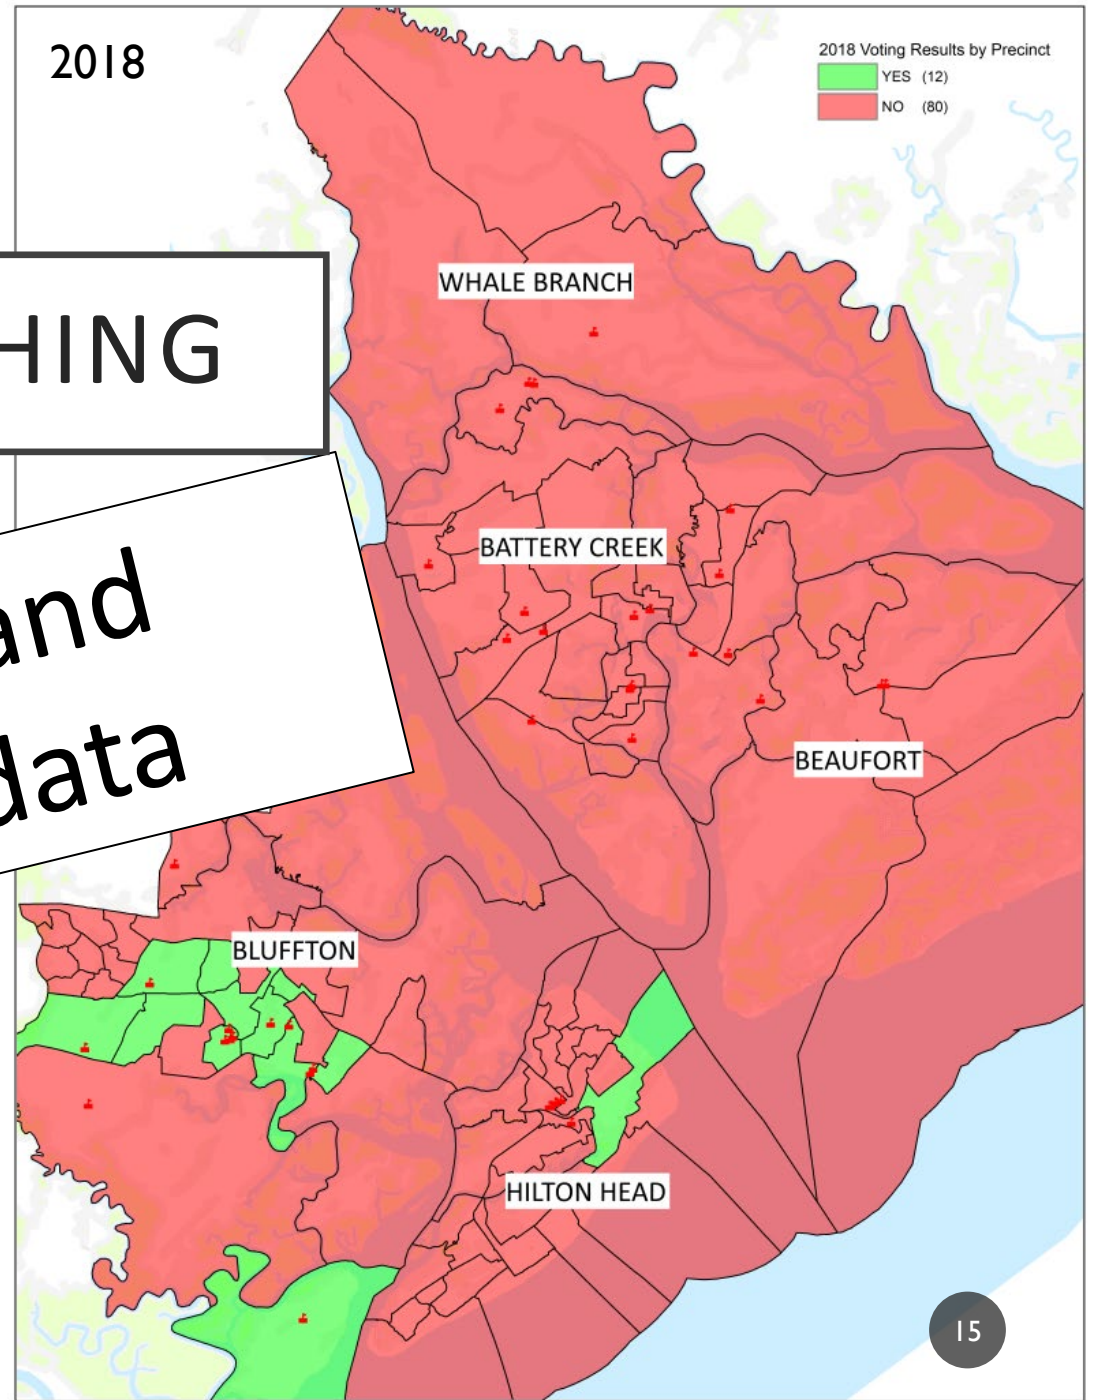 2018
2018 Voting Results by Precinct
YES (12)
NO (80)
WHALE BRANCH
HING
BATTERY CREEK
and
data
BEAUFORT
BLUFFTON
HILTON HEAD
15